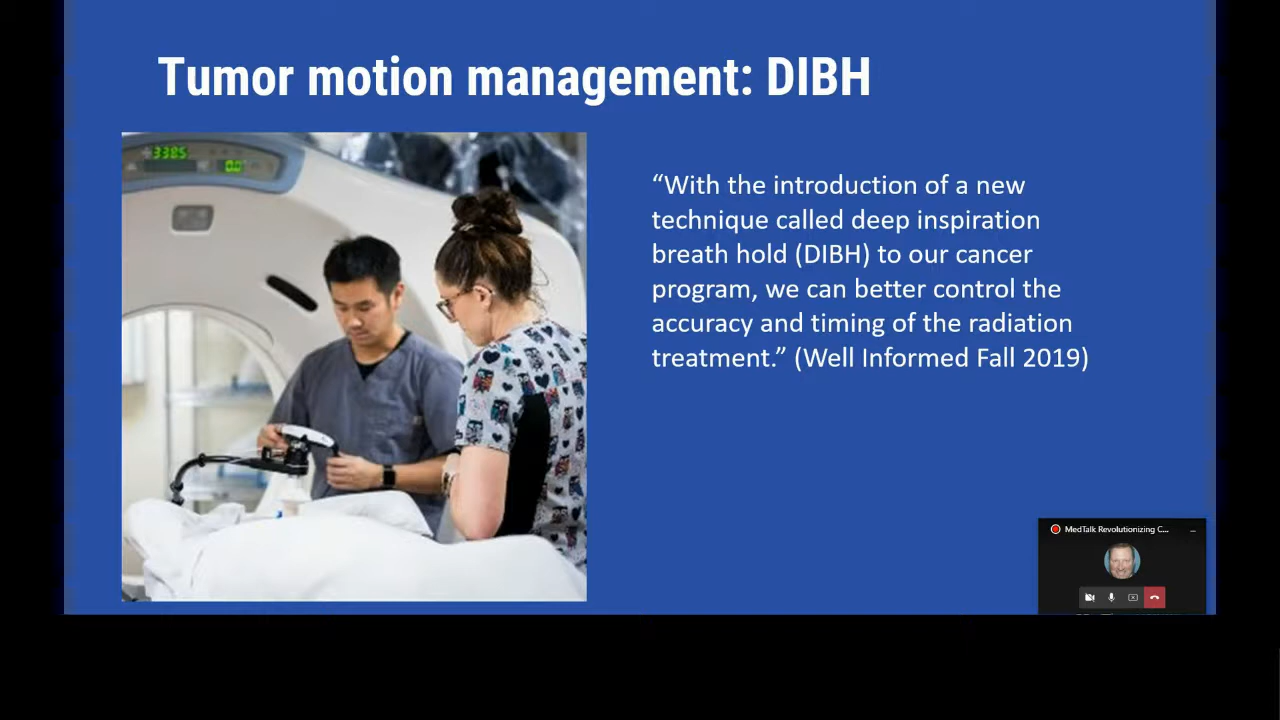 Tumor motion management: DIBH
3385
00
“With the introduction of a new
technique called deep inspiration
breath hold (DIBH) to our cancer
program, we can better control the
accuracy and timing of the radiation
treatment.” (Well Informed Fall 2019)
MedTalk Revolutionizing C...